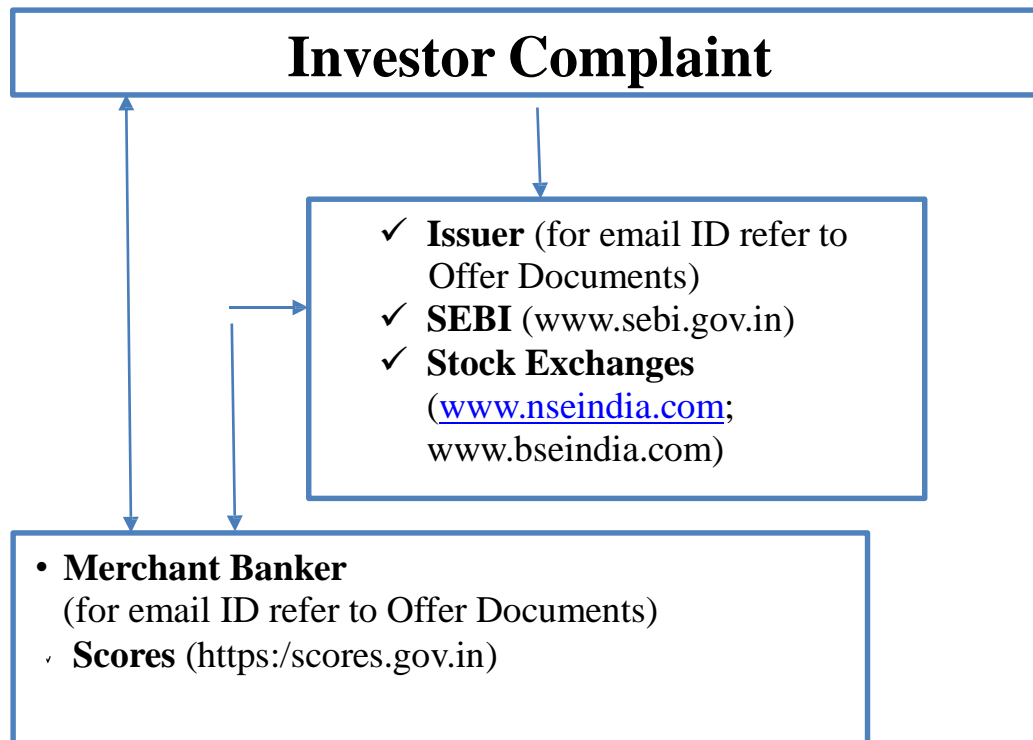 Investor Complaint
✓ Issuer (for email ID refer to
Offer Documents)
✓ SEBI (www.sebi.gov.in)
✓ Stock Exchanges
(www.nseindia.com;
www.bseindia.com)
• Merchant Banker
(for email ID refer to Offer Documents)
✓ Scores (https:/scores.gov.in)